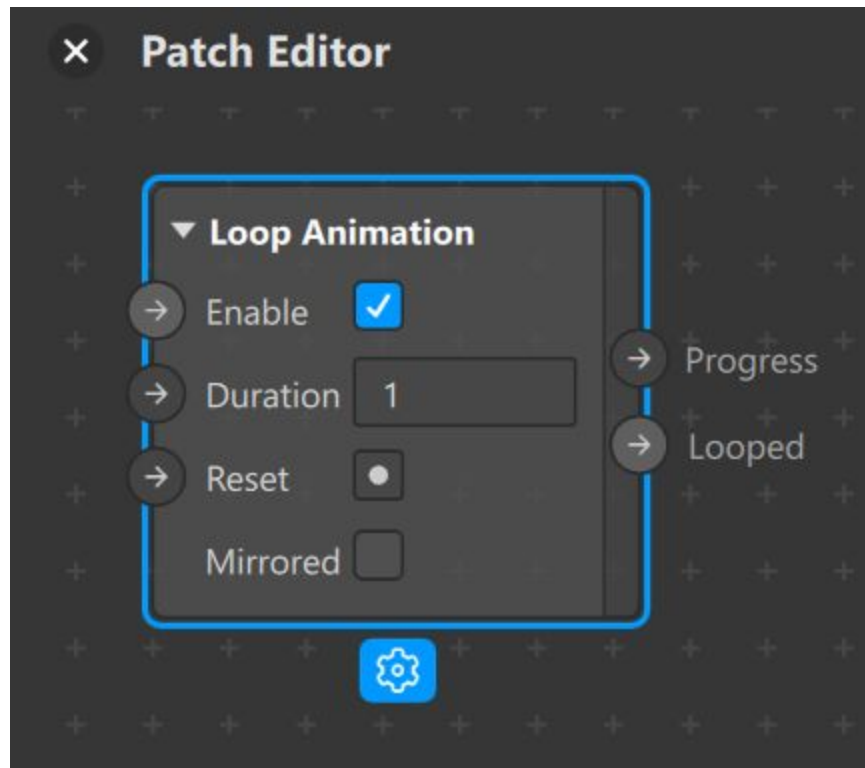 Patch Editor
Loop Animation
Enable
Duration 1
Reset
Mirrored
Progress
Looped